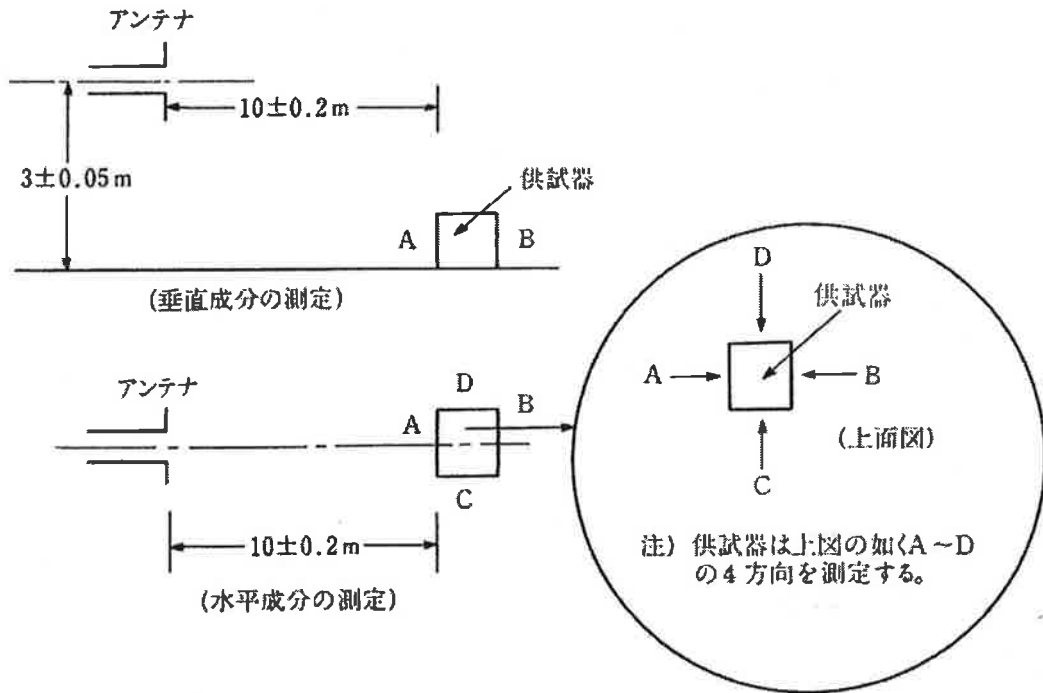 アンテナ
10±0.2m
3±0.05m
供試器
A
B
(垂直成分の測定)
アンテナ
D
A
B
C
10±0.2m
(水平成分の測定)
D
供試器
A
B
(上面図)
C
注) 供試器は上図の如くA～D
の4方向を測定する。